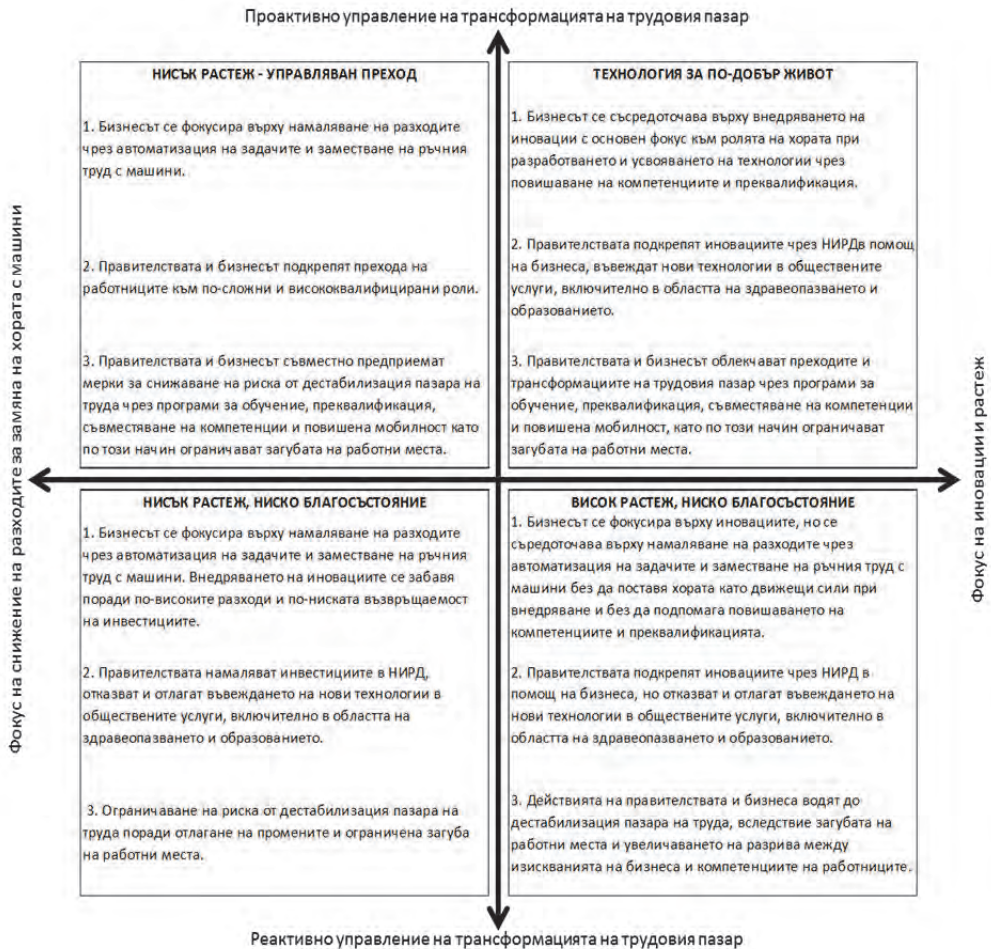 Проактивно управление на трансформацията на трудовия пазар
Фокус на снижение на разходите за замяна на хората с машини
НИСЪК РАСТЕЖ - УПРАВЛЯВАН ПРЕХОД
1. Бизнесът се фокусира върху намаляване на разходите
чрез автоматизация на задачите и заместване на ръчния
труд с машини.
2. Правителствата и бизнесът подкрепят прехода на
работниците към по-сложни и висококвалифицирани роли.
3. Правителствата и бизнесът съвместно предприемат
мерки за снижаване на риска от дестабилизация пазара на
труда чрез програми за обучение, преквалификация,
съвместяване на компетенции и повишена мобилност като
по този начин ограничават загубата на работни места.
ТЕХНОЛОГИЯ ЗА ПО-ДОБЪР ЖИВОТ
1. Бизнесът се съсредоточава върху внедряването на
иновации с основен фокус към ролята на хората при
разработването и усвояването на технологии чрез
повишаване на компетенциите и преквалификация.
2. Правителствата подкрепят иновациите чрез НИРДв помощ
на бизнеса, въвеждат нови технологии в обществените
услуги, включително в областта на здравеопазването и
образованието.
3. Правителствата и бизнесът облекчават преходите и
трансформациите на трудовия пазар чрез програми за
обучение, преквалификация, съвместяване на компетенции
и повишена мобилност, като по този начин ограничават
загубата на работни места.
НИСЪК РАСТЕЖ, НИСКО БЛАГОСЪСТОЯНИЕ
1. Бизнесът се фокусира върху намаляване на разходите
чрез автоматизация на задачите и заместване на ръчния
труд с машини. Внедряването на иновациите се забавя
поради по-високите разходи и по-ниската възвръщаемост
на инвестициите.
2. Правителствата намаляват инвестициите в НИРД,
отказват и отлагат въвеждането на нови технологии в
обществените услуги, включително в областта на
здравеопазването и образованието.
3. Ограничаване на риска от дестабилизация пазара на
труда поради отлагане на промените и ограничена загуба
на работни места.
ВИСОК РАСТЕЖ, НИСКО БЛАГОСЪСТОЯНИЕ
1. Бизнесът се фокусира върху иновациите, но се
съредоточава върху намаляване на разходите чрез
автоматизация на задачите и заместване на ръчния труд с
машини без да поставя хората като движещи сили при
внедряване и без да подпомага повишаването на
компетенциите и преквалификацията.
2. Правителствата подкрепят иновациите чрез НИРД в
помощ на бизнеса, но отказват и отлагат въвеждането на
нови технологии в обществените услуги, включително в
областта на здравеопазването и образованието.
3. Действията на правителствата и бизнеса водят до
дестабилизация пазара на труда, вследствие загубата на
работни места и увеличаването на разрива между
изискванията на бизнеса и компетенциите на работниците.
Фокус на иновации и растеж
Реактивно управление на трансформацията на трудовия пазар